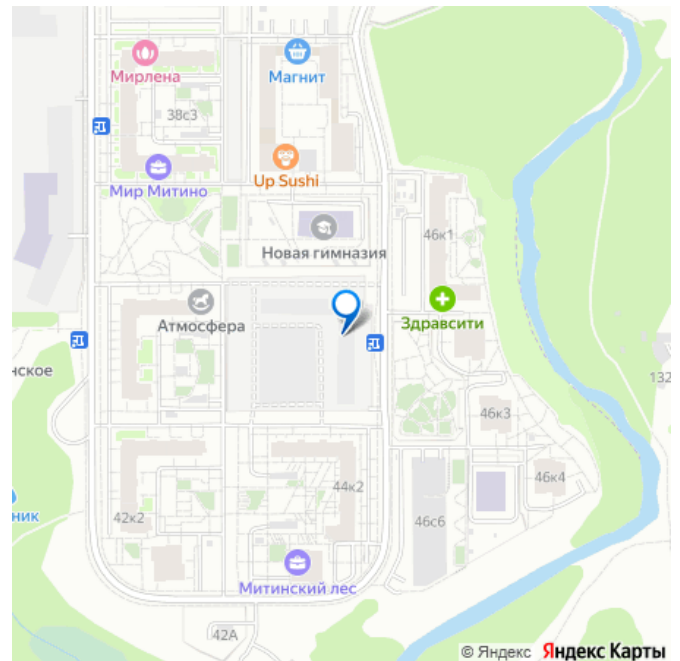 Мирлена
Магнит
38с3
Up Sushi
Мир Митино
46к1
Новая гимназия
Атмосфера
Здравсити
нское
132
46к3
46к4
44к2
42к2
ник
46с6
Митинский лес
42А
© Яндекс Яндекс Карты